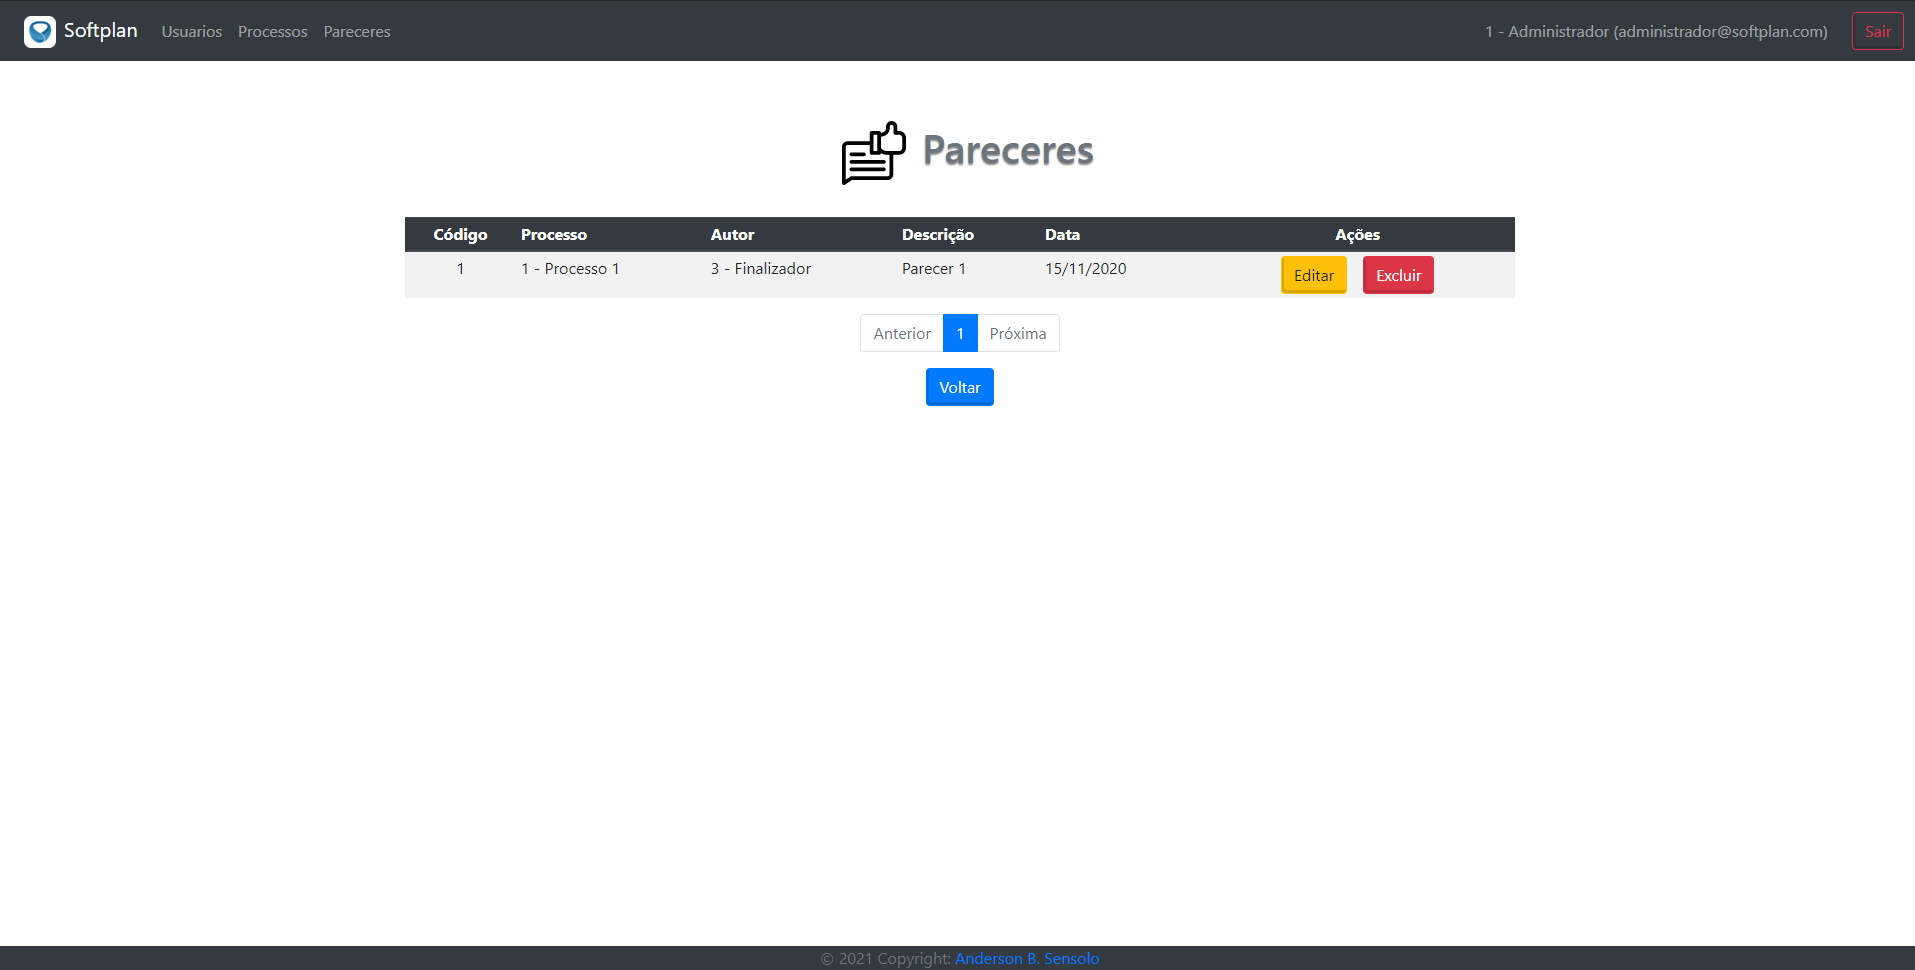 Softplan Usuarios Processos Pareceres 1 - Administrador (administrador@softplan.com) Sair
Pareceres
Código Processo Autor Descrição Data Ações
1 1 - Processo 1 3 - Finalizador Parecer 1 15/11/2020 Editar Excluir
Anterior 1 Próxima
Voltar
© 2021 Copyright: Anderson B. Sensolo